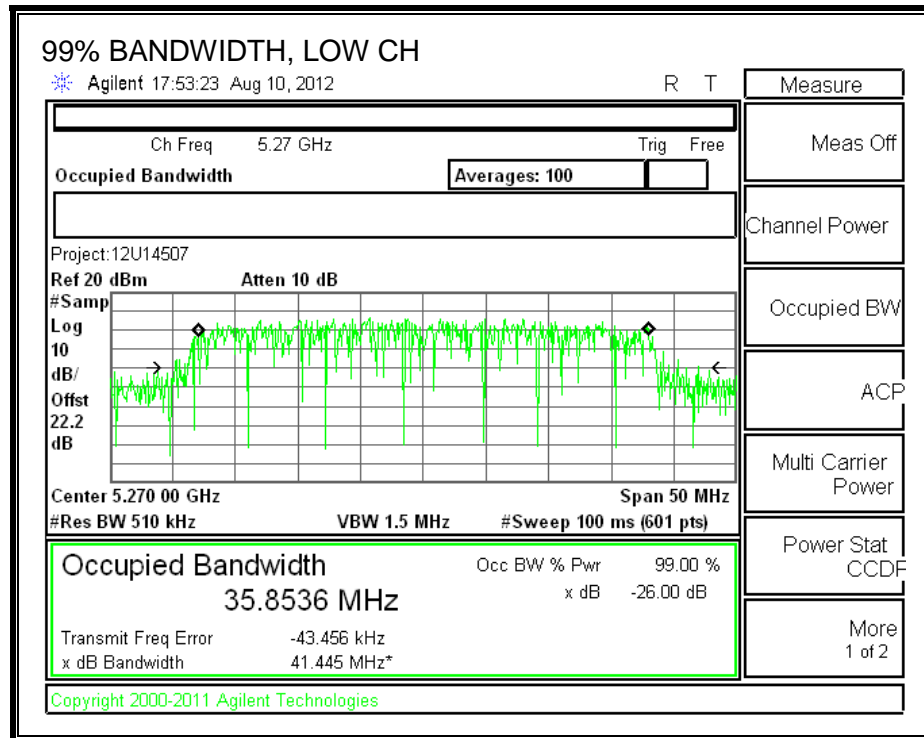 99% BANDWIDTH, LOW CH
Agilent 17:53:23 Aug 10, 2012 R T
Ch Freq 5.27 GHz Trig Free
Occupied Bandwidth Averages: 100
Project:12U14507
Ref 20 dBm Atten 10 dB
#Samp
Log
10
dB/
Offst
22.2
dB
Center 5.270 00 GHz Span 50 MHz
#Res BW 510 kHz VBW 1.5 MHz #Sweep 100 ms (601 pts)
Occupied Bandwidth Occ BW % Pwr 99.00 %
35.8536 MHz x dB -26.00 dB
Transmit Freq Error -43.456 kHz
x dB Bandwidth 41.445 MHz*
Copyright 2000-2011 Agilent Technologies
Measure
Meas Off
Channel Power
Occupied BW
ACP
Multi Carrier
Power
Power Stat
CCDF
More
1 of 2